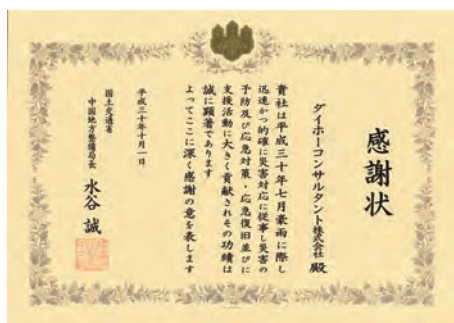 感謝状
ダイホーコンサルタント株式会社 殿
貴社は平成三十年七月豪雨に際し
迅速かつ的確に災害対応に従事し災害の
予防及び応急対策・応急復旧並びに
支援活動に大きく貢献されその功績は
誠に顕著であります
よってここに深く感謝の意を表します
平成三十年十月一日
国土交通省
中国地方整備局長 水谷 誠